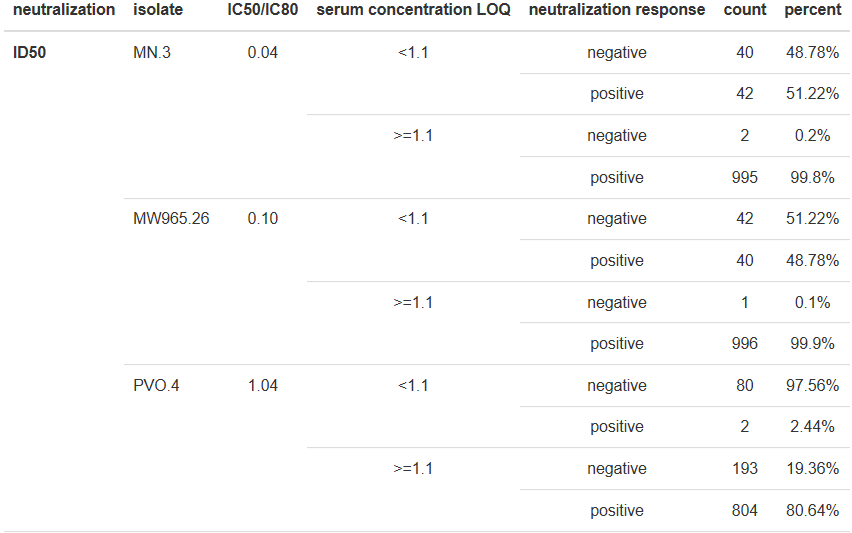 neutralization isolate IC50/IC80 serum concentration LOQ neutralization response count percent
ID50 MN.3 0.04 <1.1 negative 40 48.78%
positive 42 51.22%
>=1.1 negative 2 0.2%
positive 995 99.8%
MW965.26 0.10 <1.1 negative 42 51.22%
positive 40 48.78%
>=1.1 negative 1 0.1%
positive 996 99.9%
PVO.4 1.04 <1.1 negative 80 97.56%
positive 2 2.44%
>=1.1 negative 193 19.36%
positive 804 80.64%